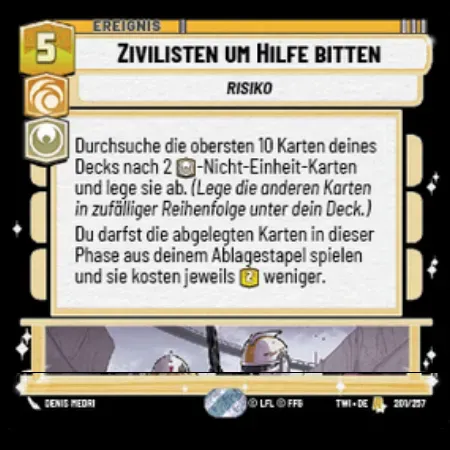 EREIGNIS
5
ZIVILISTEN UM HILFE BITTEN
RISIKO
Durchsuche die obersten 10 Karten deines
Decks nach 2 -Nicht-Einheit-Karten
und lege sie ab. (Lege die anderen Karten
in zufälliger Reihenfolge unter dein Deck.)
Du darfst die abgelegten Karten in dieser
Phase aus deinem Ablagestapel spielen
und sie kosten jeweils weniger.
DENIS MEDRI
© LFL © FFG
TWI • DE
201/257